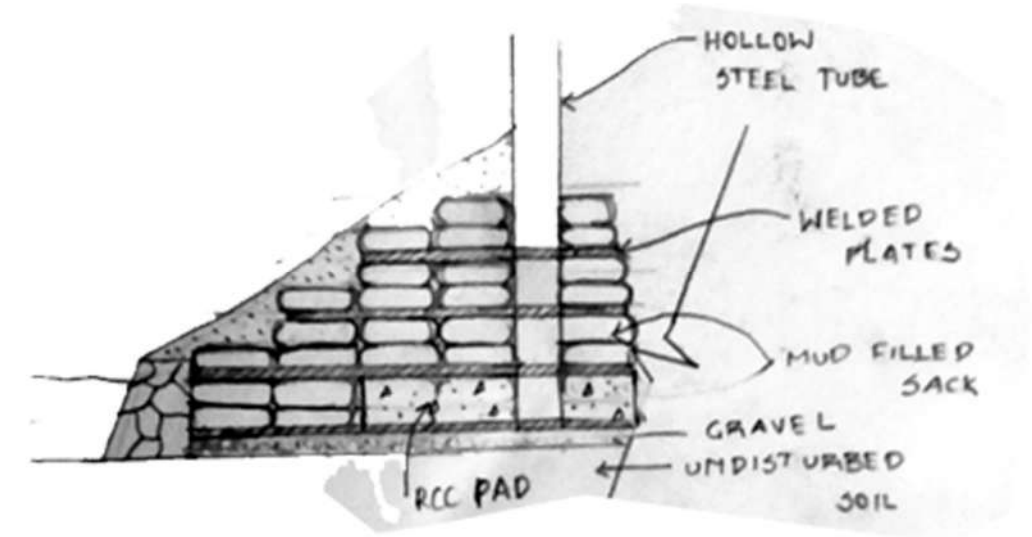 HOLLOW
STEEL TUBE
WELDED
PLATES
MUD FILLED
SACK
GRAVEL
UNDISTURBED
SOIL
RCC PAD